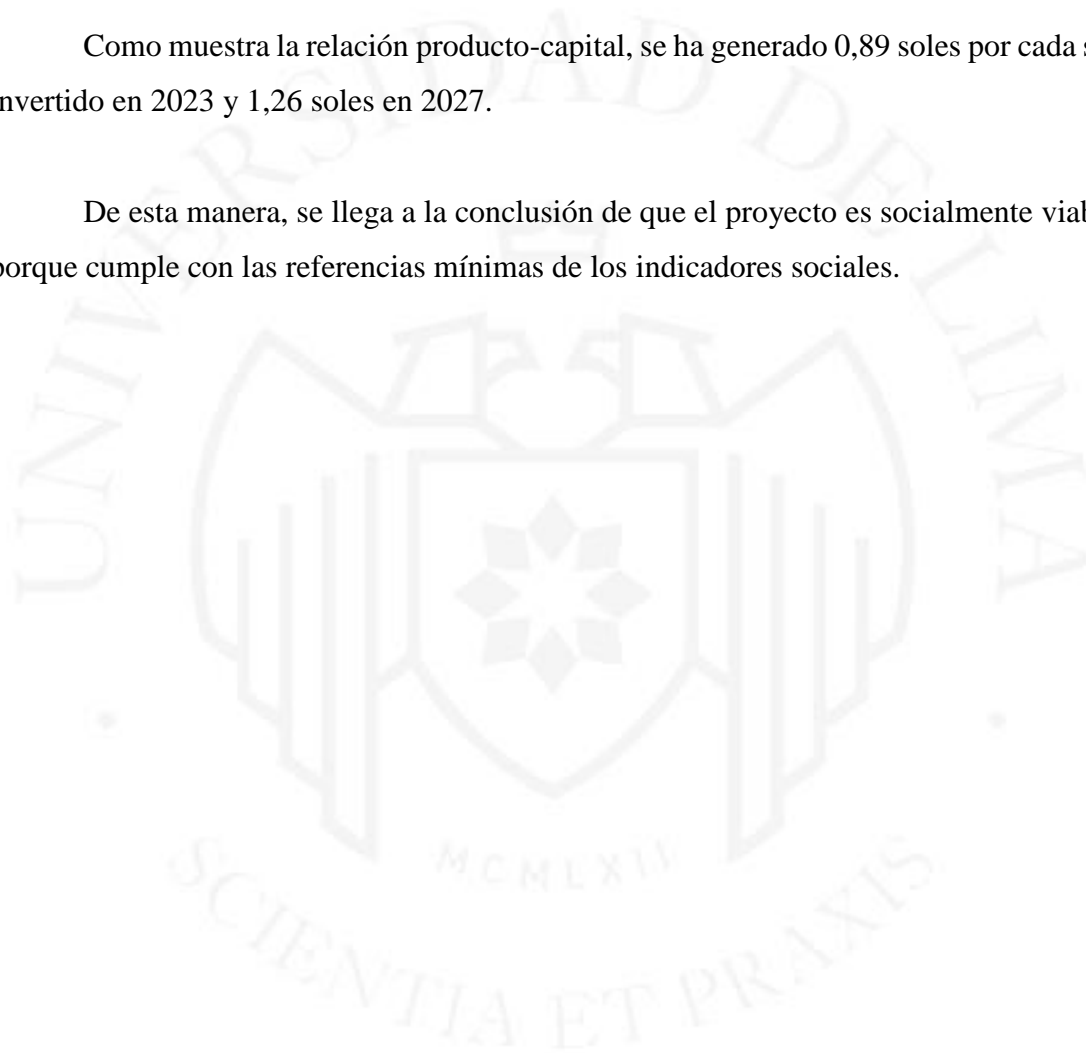 Como muestra la relación producto-capital, se ha generado 0,89 soles por cada
invertido en 2023 y 1,26 soles en 2027.
De esta manera, se llega a la conclusión de que el proyecto es socialmente
porque cumple con las referencias mínimas de los indicadores sociales.
UNIVERSIDAD DE LIMA
MCMLXII
SCIENTIA ET PRAXIS